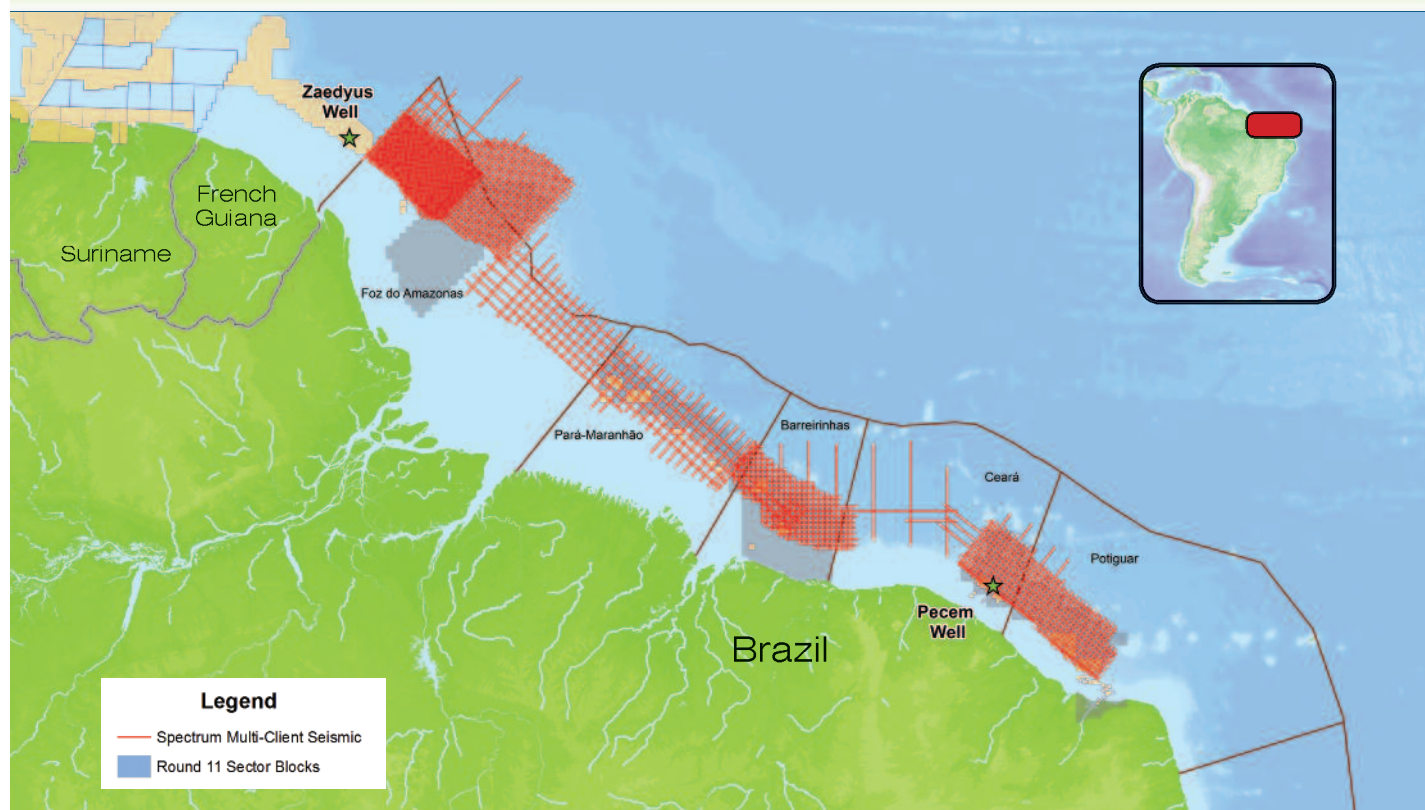 Zaedyus
Well
French
Guiana
Suriname
Foz do Amazonas
Pará-Maranhão
Barreirinhas
Ceará
Potiguar
Pecem
Well
Brazil
Legend
Spectrum Multi-Client Seismic
Round 11 Sector Blocks